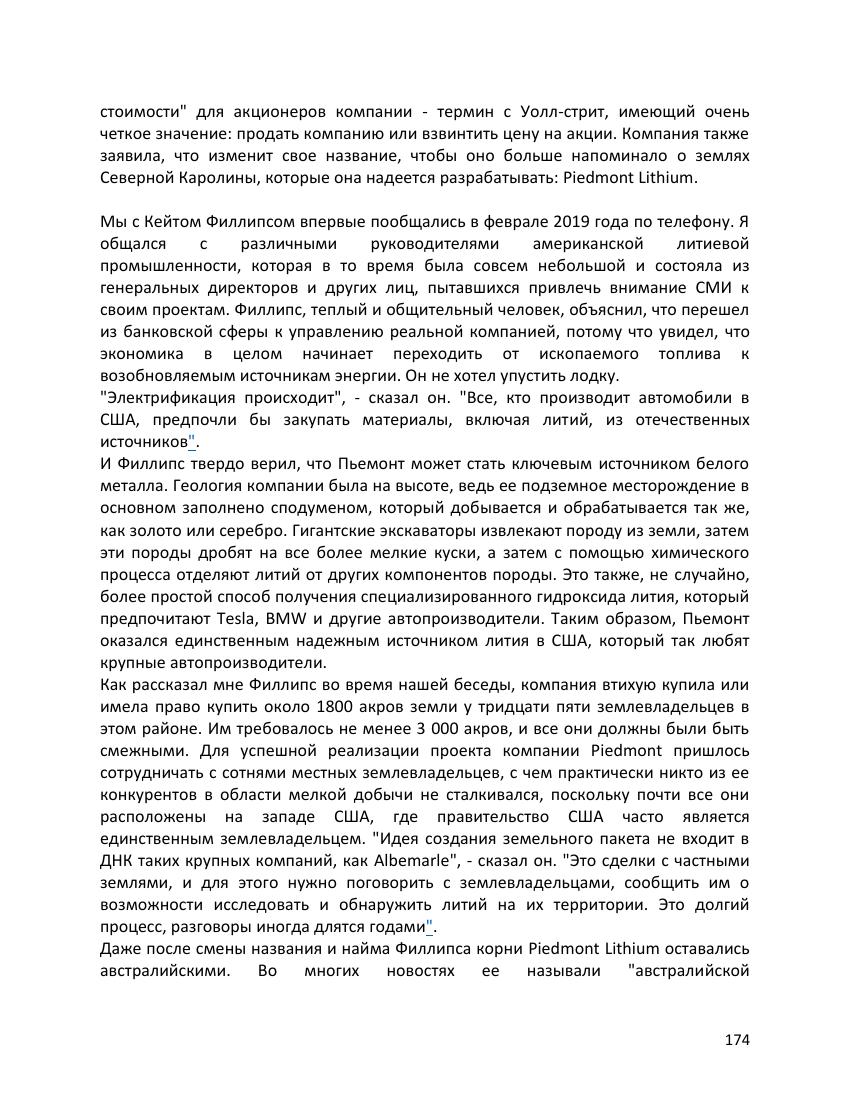 стоимости" для акционеров компании - термин с Уолл-стрит, имеющий очень
четкое значение: продать компанию или взвинтить цену на акции. Компания также
заявила, что изменит свое название, чтобы оно больше напоминало о землях
Северной Каролины, которые она надеется разрабатывать: Piedmont Lithium.
Мы с Кейтом Филлипсом впервые пообщались в феврале 2019 года по телефону. Я
общался с различными руководителями американской литиевой
промышленности, которая в то время была совсем небольшой и состояла из
генеральных директоров и других лиц, пытавшихся привлечь внимание СМИ к
своим проектам. Филлипс, теплый и общительный человек, объяснил, что перешел
из банковской сферы к управлению реальной компанией, потому что увидел, что
экономика в целом начинает переходить от ископаемого топлива к
возобновляемым источникам энергии. Он не хотел упустить лодку.
"Электрификация происходит", - сказал он. "Все, кто производит автомобили в
США, предпочли бы закупать материалы, включая литий, из отечественных
источников".
И Филлипс твердо верил, что Пьемонт может стать ключевым источником белого
металла. Геология компании была на высоте, ведь ее подземное месторождение в
основном заполнено сподуменом, который добывается и обрабатывается так же,
как золото или серебро. Гигантские экскаваторы извлекают породу из земли, затем
эти породы дробят на все более мелкие куски, а затем с помощью химического
процесса отделяют литий от других компонентов породы. Это также, не случайно,
более простой способ получения специализированного гидроксида лития, который
предпочитают Tesla, BMW и другие автопроизводители. Таким образом, Пьемонт
оказался единственным надежным источником лития в США, который так любят
крупные автопроизводители.
Как рассказал мне Филлипс во время нашей беседы, компания втихую купила или
имела право купить около 1800 акров земли у тридцати пяти землевладельцев в
этом районе. Им требовалось не менее 3 000 акров, и все они должны были быть
смежными. Для успешной реализации проекта компании Piedmont пришлось
сотрудничать с сотнями местных землевладельцев, с чем практически никто из ее
конкурентов в области мелкой добычи не сталкивался, поскольку почти все они
расположены на западе США, где правительство США часто является
единственным землевладельцем. "Идея создания земельного пакета не входит в
ДНК таких крупных компаний, как Albemarle", - сказал он. "Это сделки с частными
землями, и для этого нужно поговорить с землевладельцами, сообщить им о
возможности исследовать и обнаружить литий на их территории. Это долгий
процесс, разговоры иногда длятся годами".
Даже после смены названия и найма Филлипса корни Piedmont Lithium оставались
австралийскими. Во многих новостях ее называли "австралийской
174